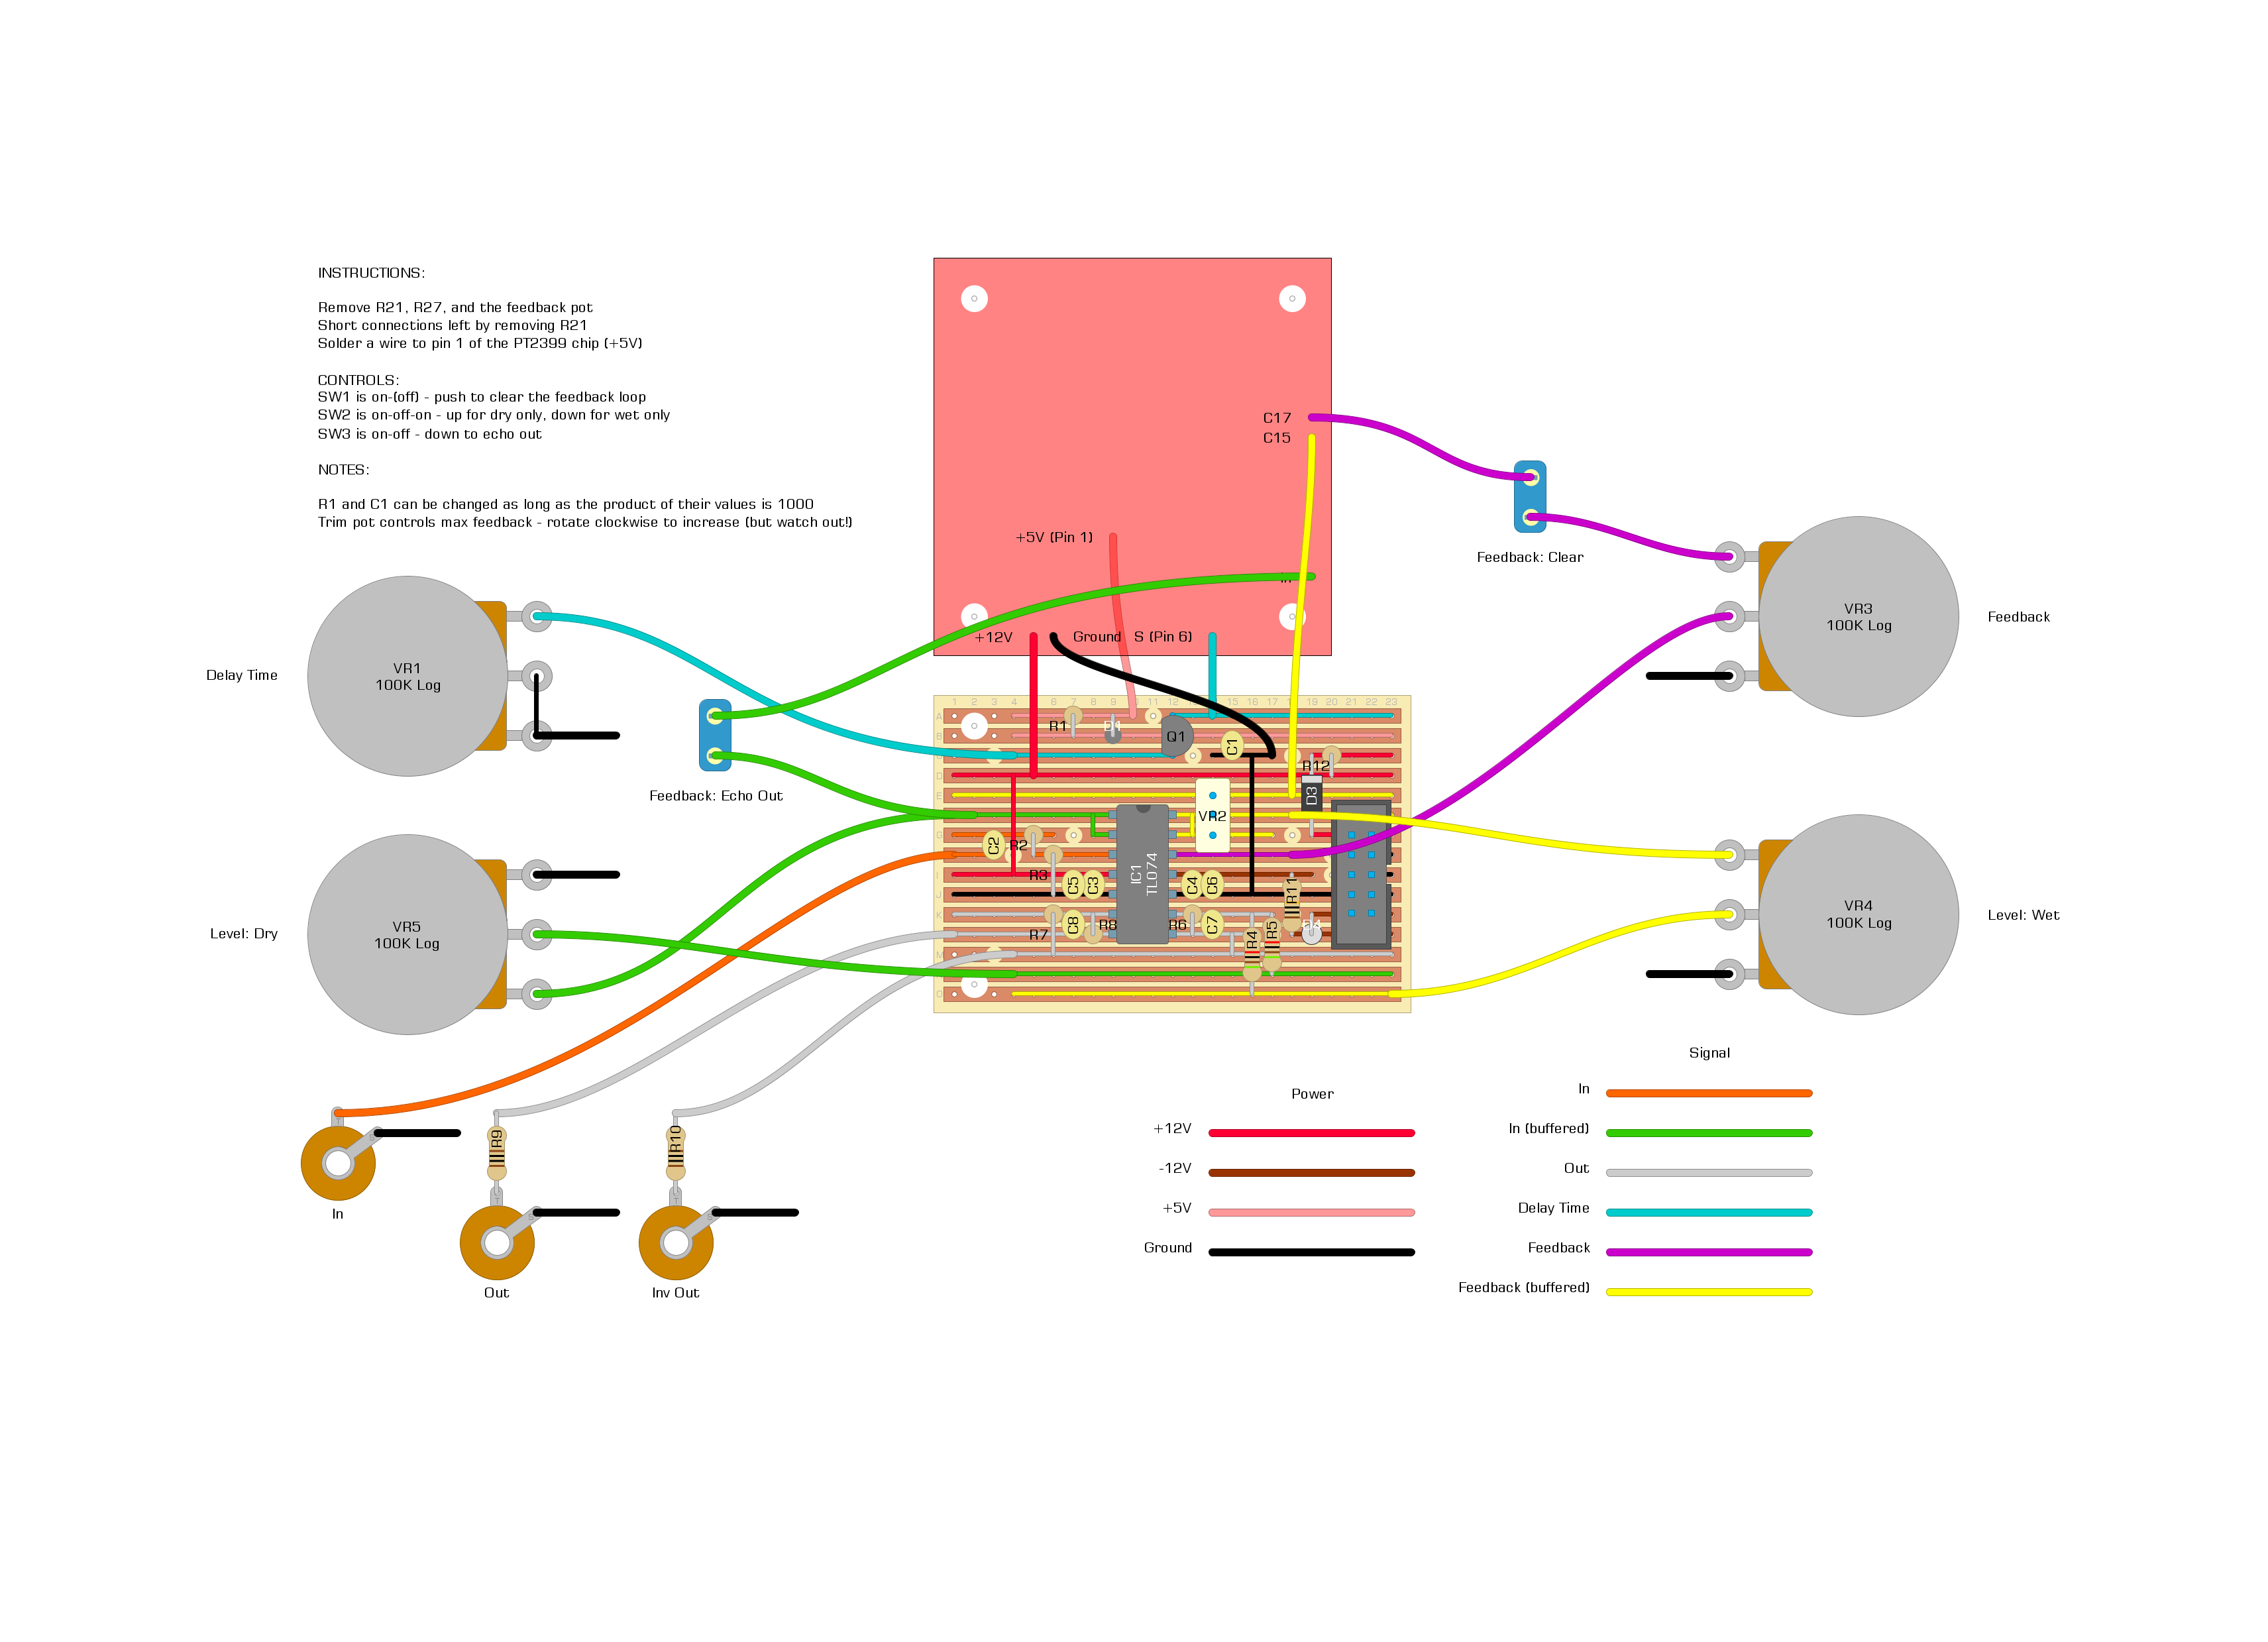 INSTRUCTIONS:
Remove R21, R27, and the feedback pot
Short connections left by removing R21
Solder a wire to pin 1 of the PT2399 chip (+5V)
CONTROLS:
SW1 is on-(off) - push to clear the feedback loop
SW2 is on-off-on - up for dry only, down for wet only
SW3 is on-off - down to echo out
NOTES:
R1 and C1 can be changed as long as the product of their values is 1000
Trim pot controls max feedback - rotate clockwise to increase (but watch out!)
C17
C15
+5V (Pin 1)
In
+12V
Ground
S (Pin 6)
Feedback: Clear
VR3
100K Log
Feedback
Delay Time
VR1
100K Log
Feedback: Echo Out
R1
D1
Q1
C1
R12
D3
VR2
C2
R2
IC1
TL074
R3
C5
C3
C4
C6
R11
R7
C8
R8
R6
C7
R4
R5
Level: Dry
VR5
100K Log
VR4
100K Log
Level: Wet
R9
R10
In
Out
Inv Out
Power
+12V
-12V
+5V
Ground
Signal
In
In (buffered)
Out
Delay Time
Feedback
Feedback (buffered)